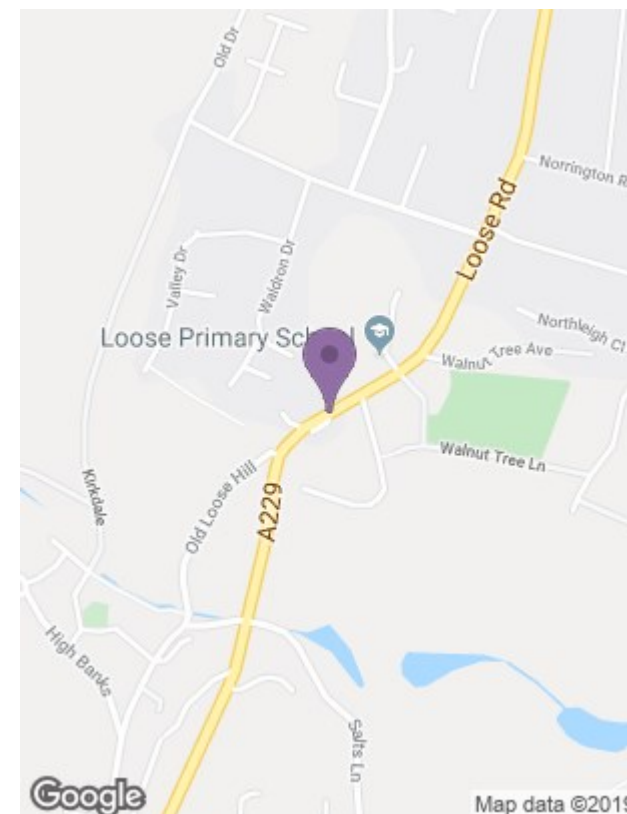 Old Dr
Norrington R
Loose Rd
Valley Dr
Waldron Dr
Northleigh Cl
Loose Primary Sc
l
Walnut Tree Ave
Walnut Tree Ln
Kirkdale
Old Loose Hill
A229
High Banks
Salts Ln
Google
Map data ©2019